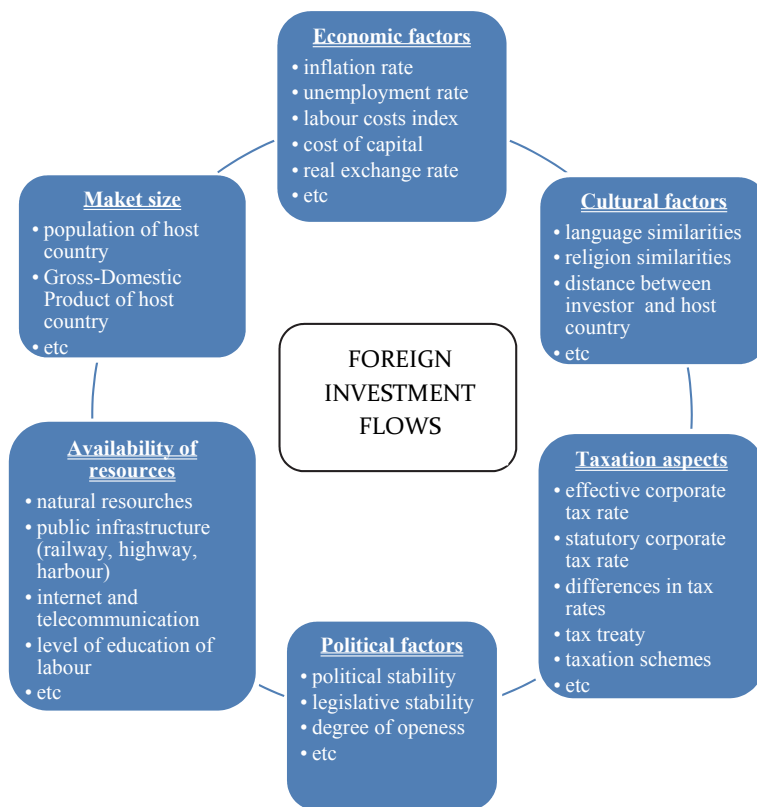 Economic factors
• inflation rate
• unemployment rate
• labour costs index
• cost of capital
• real exchange rate
• etc
Cultural factors
• language similarities
• religion similarities
• distance between
investor and host
country
• etc
Taxation aspects
• effective corporate
tax rate
• statutory corporate
tax rate
• differences in tax
rates
• tax treaty
• taxation schemes
• etc
Political factors
• political stability
• legislative stability
• degree of openess
• etc
Availability of
resources
• natural resourches
• public infrastructure
(railway, highway,
harbour)
• internet and
telecommunication
• level of education of
labour
• etc
Maket size
• population of host
country
• Gross-Domestic
Product of host
country
• etc
FOREIGN
INVESTMENT
FLOWS